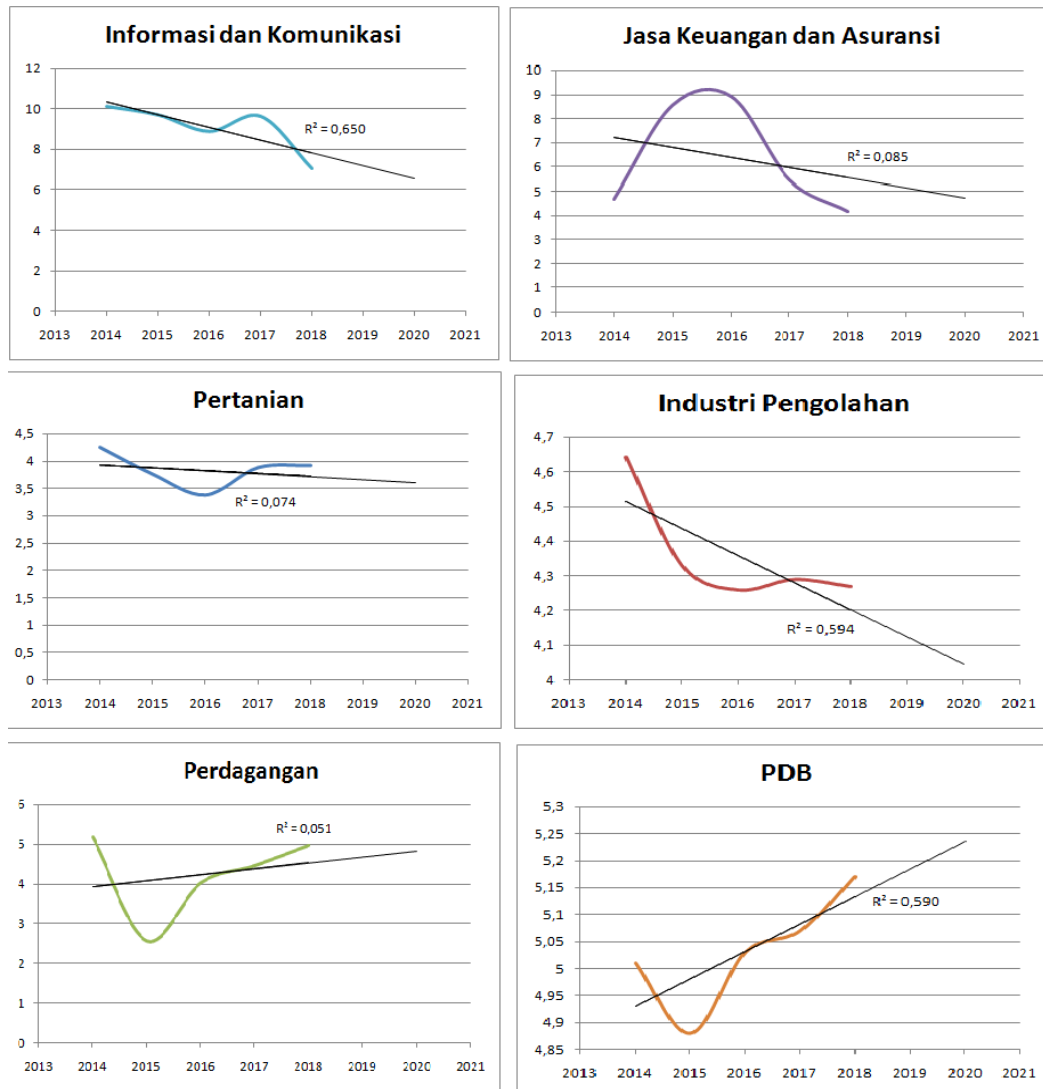 Informasi dan Komunikasi
12
10
8
6
4
2
0
R² = 0,650
2013 2014 2015 2016 2017 2018 2019 2020 2021
Jasa Keuangan dan Asuransi
10
9
8
7
6
5
4
3
2
1
0
R² = 0,085
2013 2014 2015 2016 2017 2018 2019 2020 2021
Pertanian
4,5
4
3,5
3
2,5
2
1,5
1
0,5
0
R² = 0,074
2013 2014 2015 2016 2017 2018 2019 2020 2021
Industri Pengolahan
4,7
4,6
4,5
4,4
4,3
4,2
4,1
4
R² = 0,594
2013 2014 2015 2016 2017 2018 2019 2020 2021
Perdagangan
5
5
4
3
2
1
0
R² = 0,051
2013 2014 2015 2016 2017 2018 2019 2020 2021
PDB
5,3
5,25
5,2
5,15
5,1
5,05
5
4,95
4,9
4,85
R² = 0,590
2013 2014 2015 2016 2017 2018 2019 2020 2021